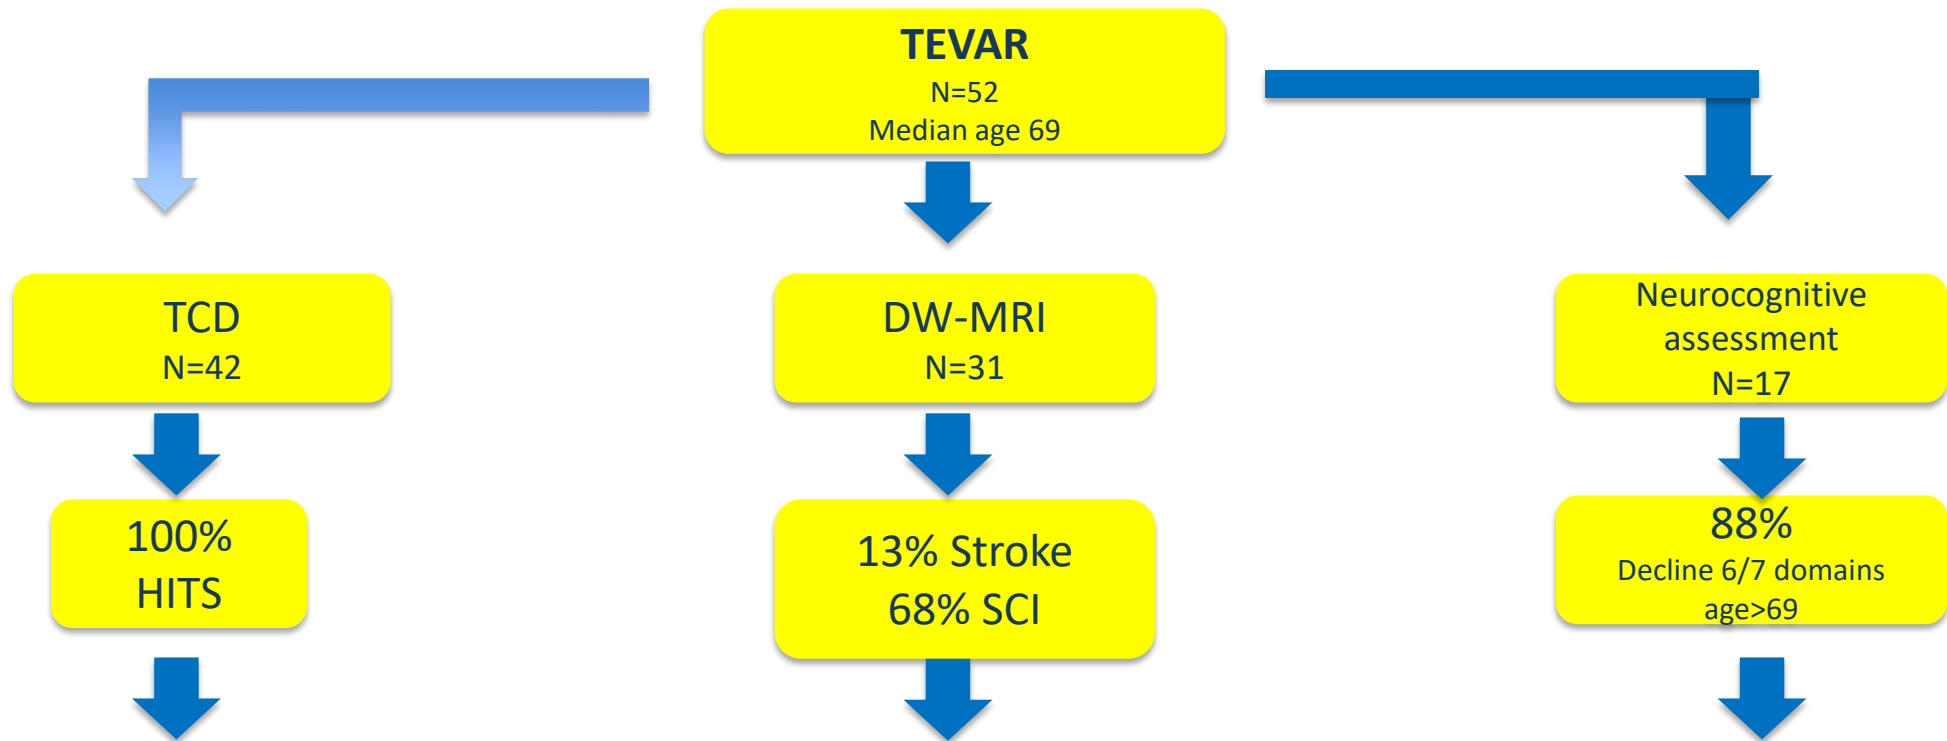 TEVAR
N=52
Median age 69
TCD
N=42
DW-MRI
N=31
Neurocognitive
assessment
N=17
100%
HITS
13% Stroke
68% SCI
88%
Decline 6/7 domains
age>69